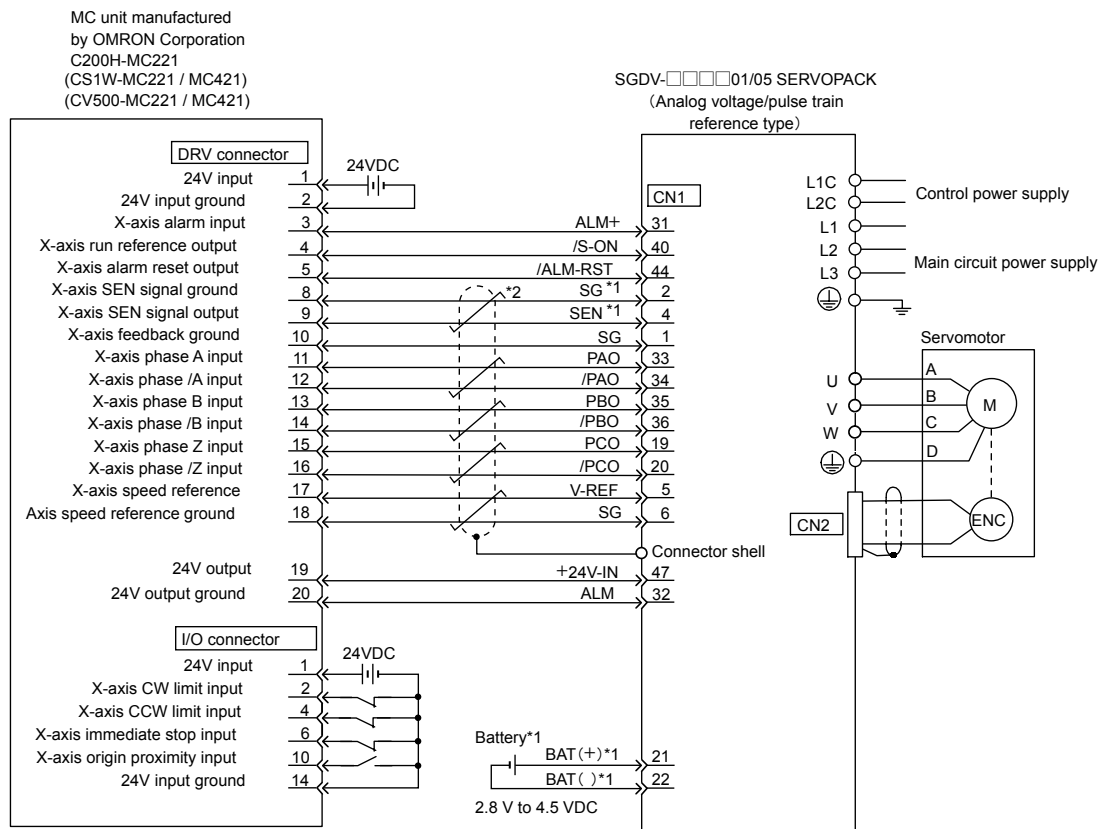 MC unit manufactured
by OMRON Corporation
C200H-MC221
(CS1W-MC221 / MC421)
(CV500-MC221 / MC421)
SGDV-□□□□01/05 SERVOPACK
(Analog voltage/pulse train
reference type)
DRV connector
24VDC
CN1
24V input 1
24V input ground 2
X-axis alarm input 3 ALM+ 31
X-axis run reference output 4 /S-ON 40
X-axis alarm reset output 5 /ALM-RST 44
X-axis SEN signal ground 8 *2 SG*1 2
X-axis SEN signal output 9 SEN*1 4
X-axis feedback ground 10 SG 1
X-axis phase A input 11 PAO 33
X-axis phase /A input 12 /PAO 34
X-axis phase B input 13 PBO 35
X-axis phase /B input 14 /PBO 36
X-axis phase Z input 15 PCO 19
X-axis phase /Z input 16 /PCO 20
X-axis speed reference 17 V-REF 5
Axis speed reference ground 18 SG 6
Connector shell
24V output 19 +24V-IN 47
24V output ground 20 ALM 32
L1C
L2C
Control power supply
L1
L2
L3
Main circuit power supply
Servomotor
U A
V B
W C
D
M
CN2
ENC
I/O connector
24VDC
24V input 1
X-axis CW limit input 2
X-axis CCW limit input 4
X-axis immediate stop input 6
X-axis origin proximity input 10
24V input ground 14
Battery*1
BAT(+)*1 21
BAT( )*1 22
2.8 V to 4.5 VDC